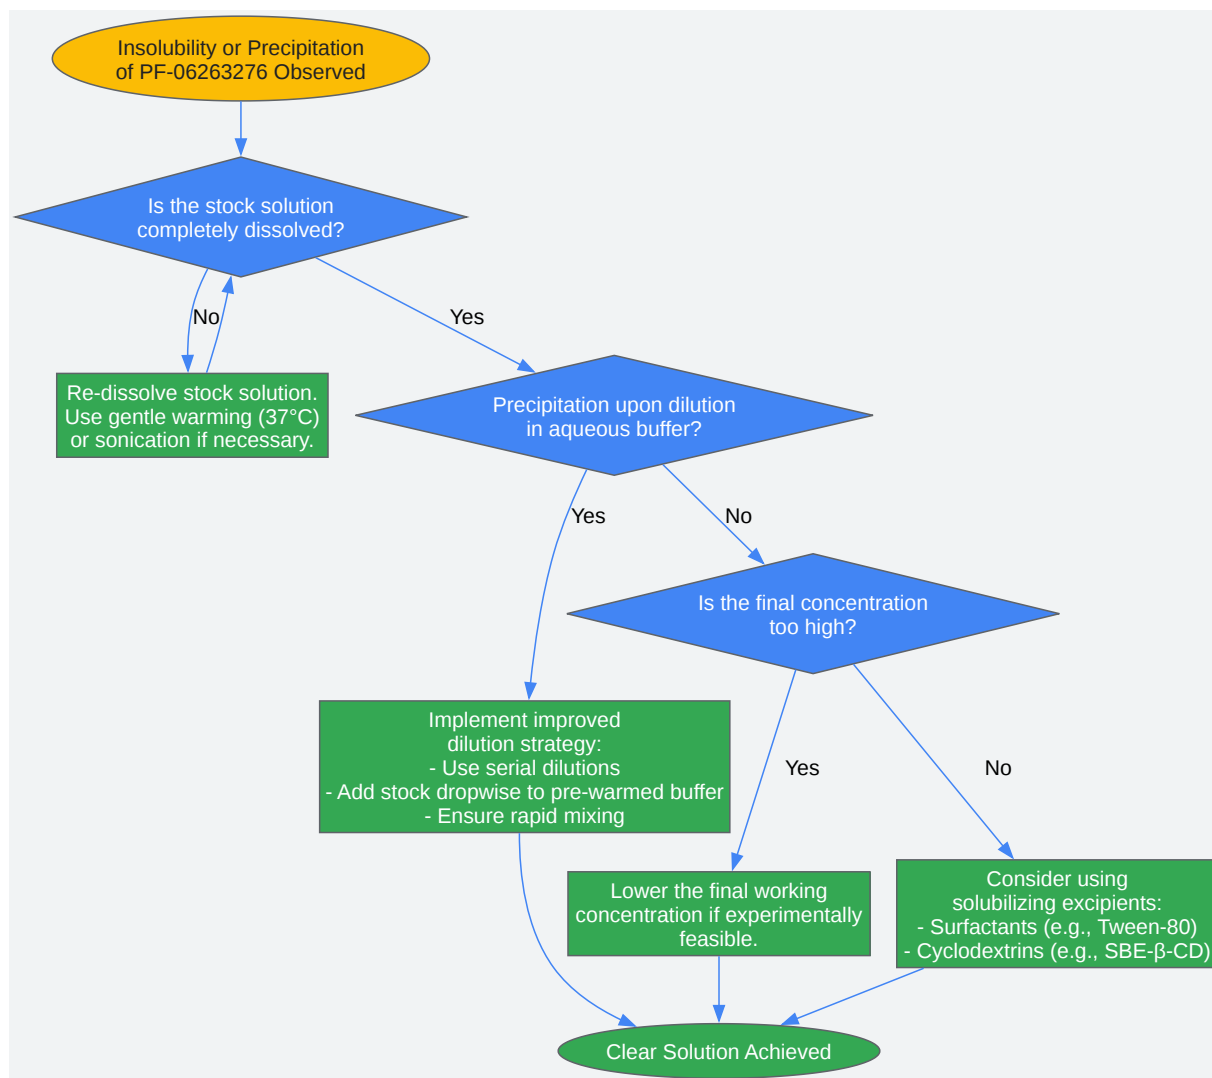 Insolubility or Precipitation
of PF-06263276 Observed
Is the stock solution
completely dissolved?
No
Yes
Re-dissolve stock solution.
Use gentle warming (37°C)
or sonication if necessary.
Precipitation upon dilution
in aqueous buffer?
Yes
No
Is the final concentration
too high?
Implement improved
dilution strategy:
- Use serial dilutions
- Add stock dropwise to pre-warmed buffer
- Ensure rapid mixing
Yes
No
Lower the final working
concentration if experimentally
feasible.
Consider using
solubilizing excipients:
- Surfactants (e.g., Tween-80)
- Cyclodextrins (e.g., SBE-β-CD)
Clear Solution Achieved